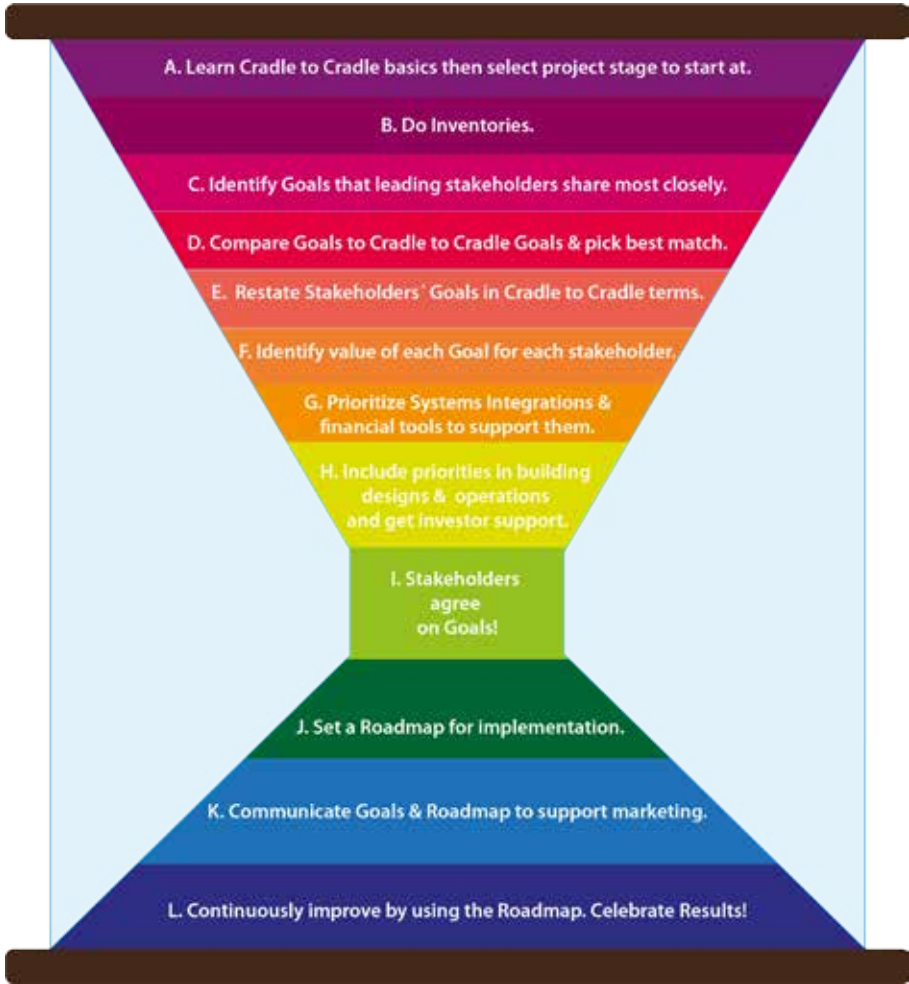 A. Learn Cradle to Cradle basics then select project stage to start at.
B. Do Inventories.
C. Identify Goals that leading stakeholders share most closely.
D. Compare Goals to Cradle to Cradle Goals & pick best match.
E. Restate Stakeholders´ Goals in Cradle to Cradle terms.
F. Identify value of each Goal for each stakeholder.
G. Prioritize Systems Integrations &
financial tools to support them.
H. Include priorities in building
designs & operations
and get investor support.
I. Stakeholders
agree
on Goals!
J. Set a Roadmap for implementation.
K. Communicate Goals & Roadmap to support marketing.
L. Continuously improve by using the Roadmap. Celebrate Results!